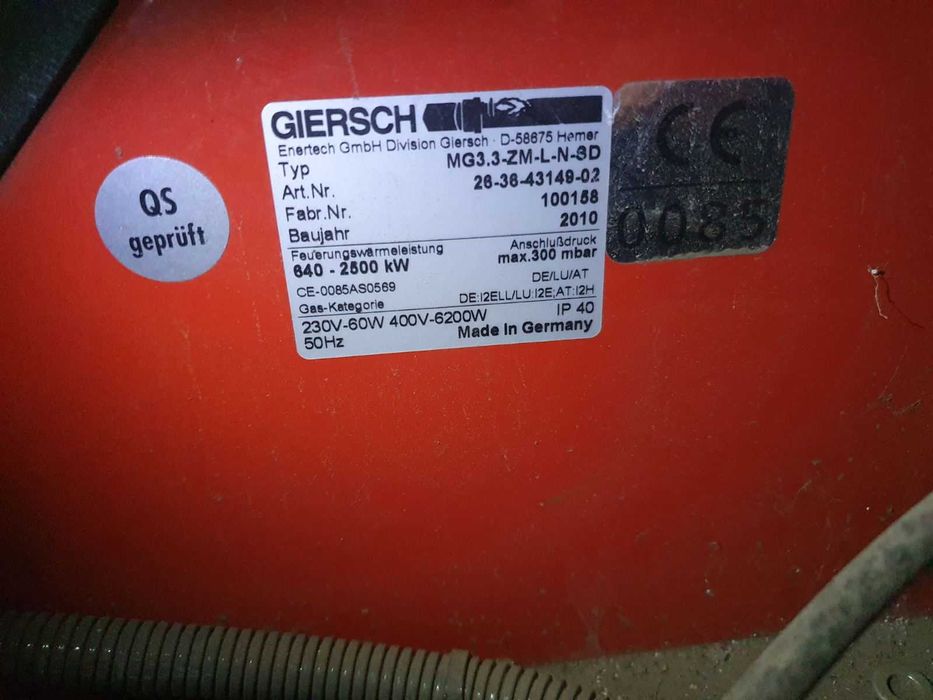 GIERSCH
Enertech GmbH Division Giersch · D-58675 Hemer
Typ MG3.3-ZM-L-N-SD
Art.Nr. 26-36-43149-02
Fabr.Nr. 100158
Baujahr 2010
Feuerungswärmeleistung Anschlußdruck
640 - 2500 kW max.300 mbar
CE-0085AS0569 DE/LU/AT
Gas-Kategorie DE:I2ELL/LU:I2E;AT:I2H
230V-60W 400V-6200W IP 40
50Hz Made in Germany
QS
geprüft
CE
0085